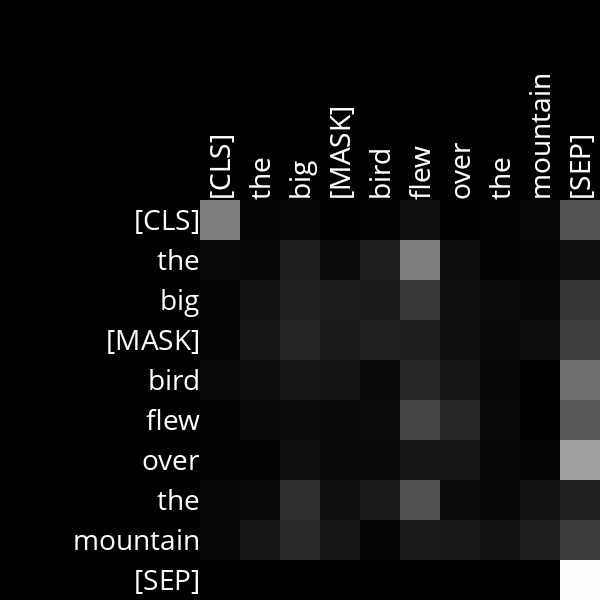 [CLS] the big [MASK] bird flew over the mountain [SEP]
[CLS]
the
big
[MASK]
bird
flew
over
the
mountain
[SEP]